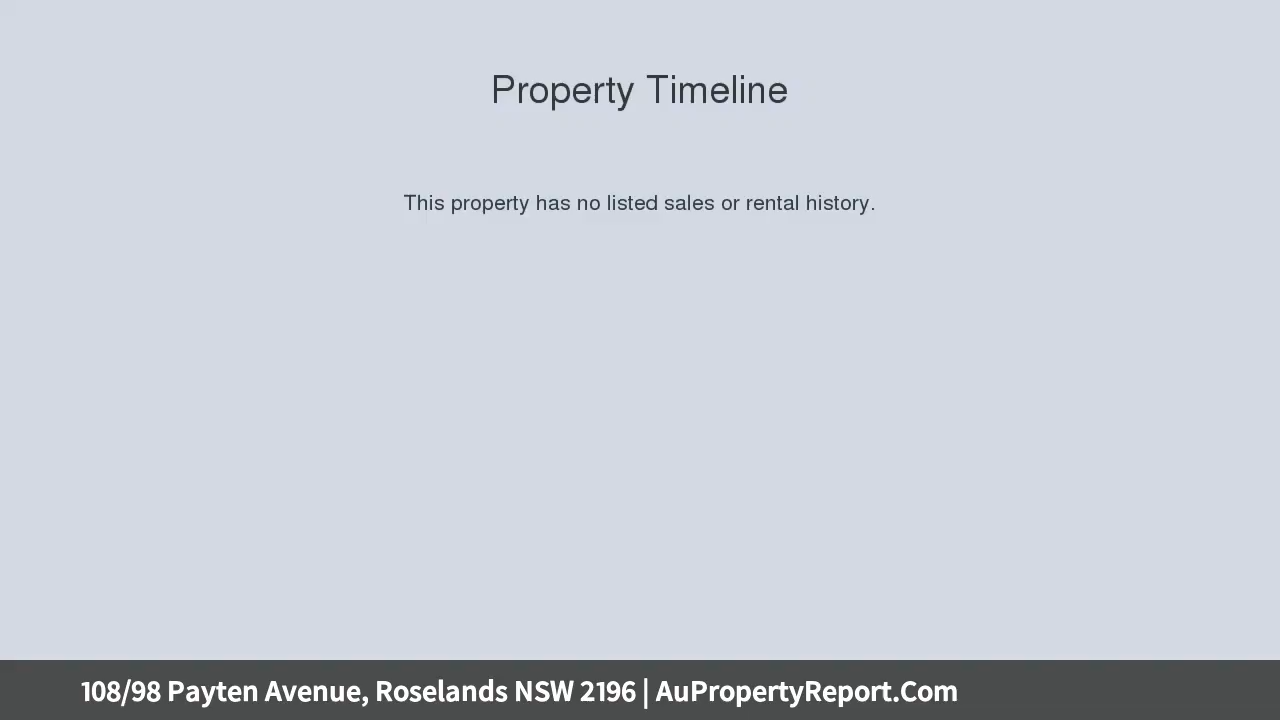 Property Timeline
This property has no listed sales or rental history.
108/98 Payten Avenue, Roselands NSW 2196 | AuPropertyReport.Com